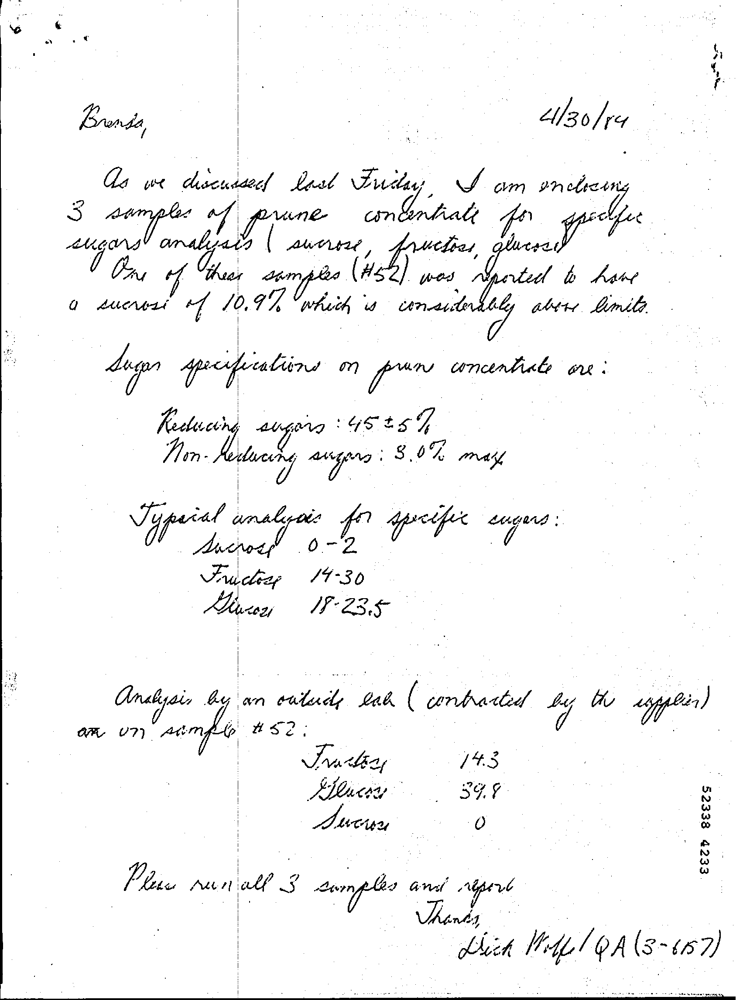 4/30/84
Brenda,
As we discussed last Friday, I am enclosing
3 samples of prune concentrate for specific
sugars analysis (sucrose, fructose, glucose)
One of these samples (#52) was reported to have
a sucrose of 10.9% which is considerably above limits.
Sugar specifications on prune concentrate are:
Reducing sugars: 45 ± 5%
Non-Reducing sugars: 3.0% max
Typical analysis for specific sugars:
Sucrose 0-2
Fructose 14-30
Glucose 18-23.5
Analysis by an outside lab (contracted by the supplier)
on sample #52:
Fructose 14.3
Glucose 39.8
Sucrose 0
Please run all 3 samples and report
Thanks,
Dick Wolfe/QA (3-6157)
52338 4233